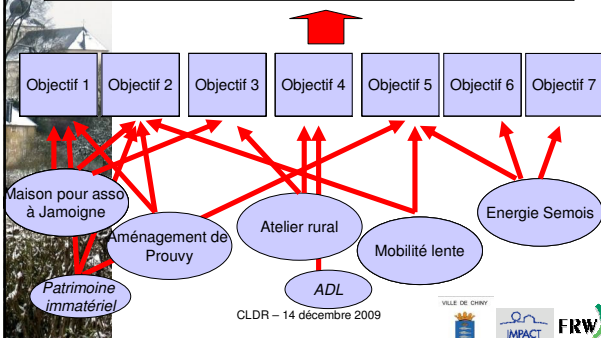 Objectif 1
Objectif 2
Objectif 3
Objectif 4
Objectif 5
Objectif 6
Objectif 7
Maison pour asso
à Jamoigne
Aménagement de
Prouvy
Atelier rural
Mobilité lente
Energie Semois
Patrimoine
immatériel
ADL
CLDR – 14 décembre 2009
VILLE DE CHINY
IMPACT
FRW